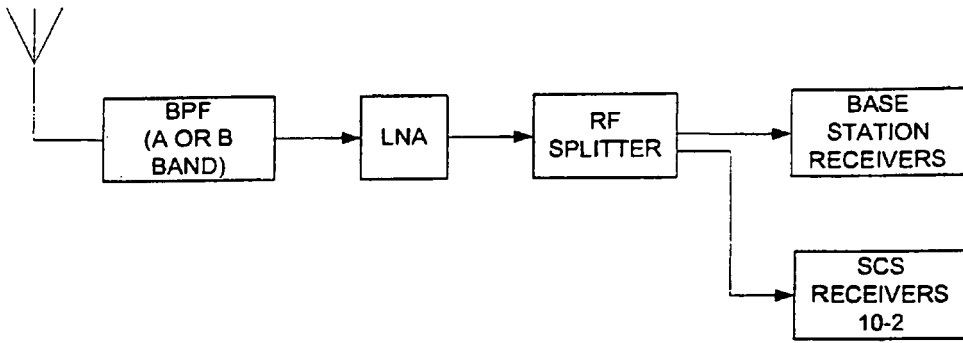 BPF
(A OR B
BAND)
LNA
RF
SPLITTER
BASE
STATION
RECEIVERS
SCS
RECEIVERS
10-2